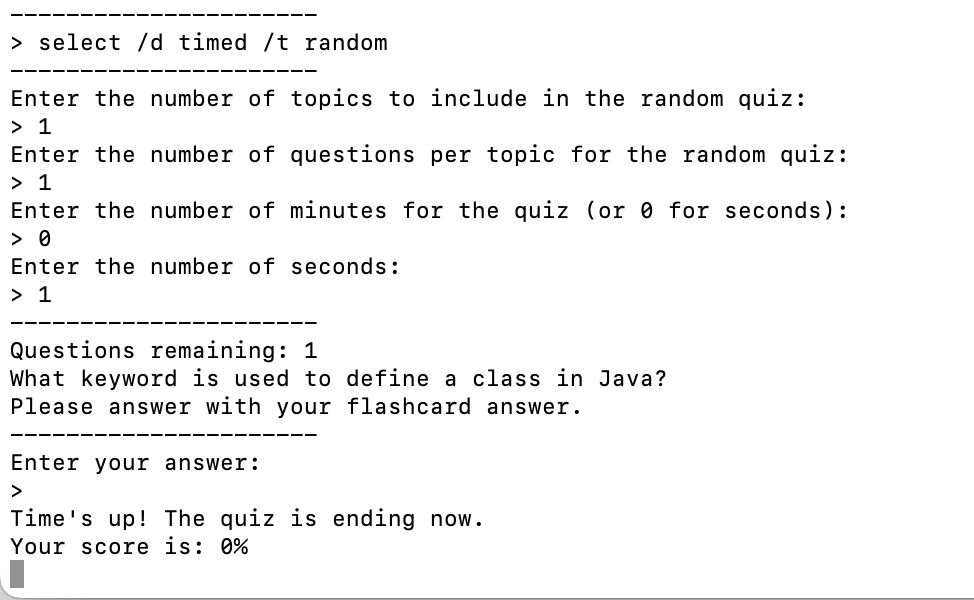 ----------------------
> select /d timed /t random
----------------------
Enter the number of topics to include in the random quiz:
> 1
Enter the number of questions per topic for the random quiz:
> 1
Enter the number of minutes for the quiz (or 0 for seconds):
> 0
Enter the number of seconds:
> 1
----------------------
Questions remaining: 1
What keyword is used to define a class in Java?
Please answer with your flashcard answer.
----------------------
Enter your answer:
>
Time's up! The quiz is ending now.
Your score is: 0%